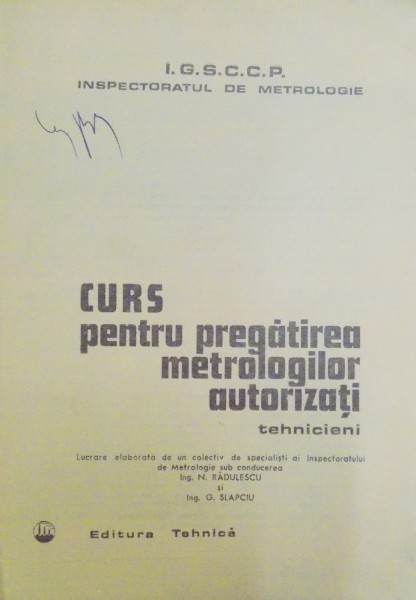 I.G.S.C.C.P.
INSPECTORATUL DE METROLOGIE
CURS
pentru pregătirea
metrologilor
autorizați
tehnicieni
Lucrare elaborată de un colectiv de specialiști ai Inspectoratului
de Metrologie sub conducerea
Ing. N. RĂDULESCU
și
Ing. G. SLAPCIU
Editura Tehnică